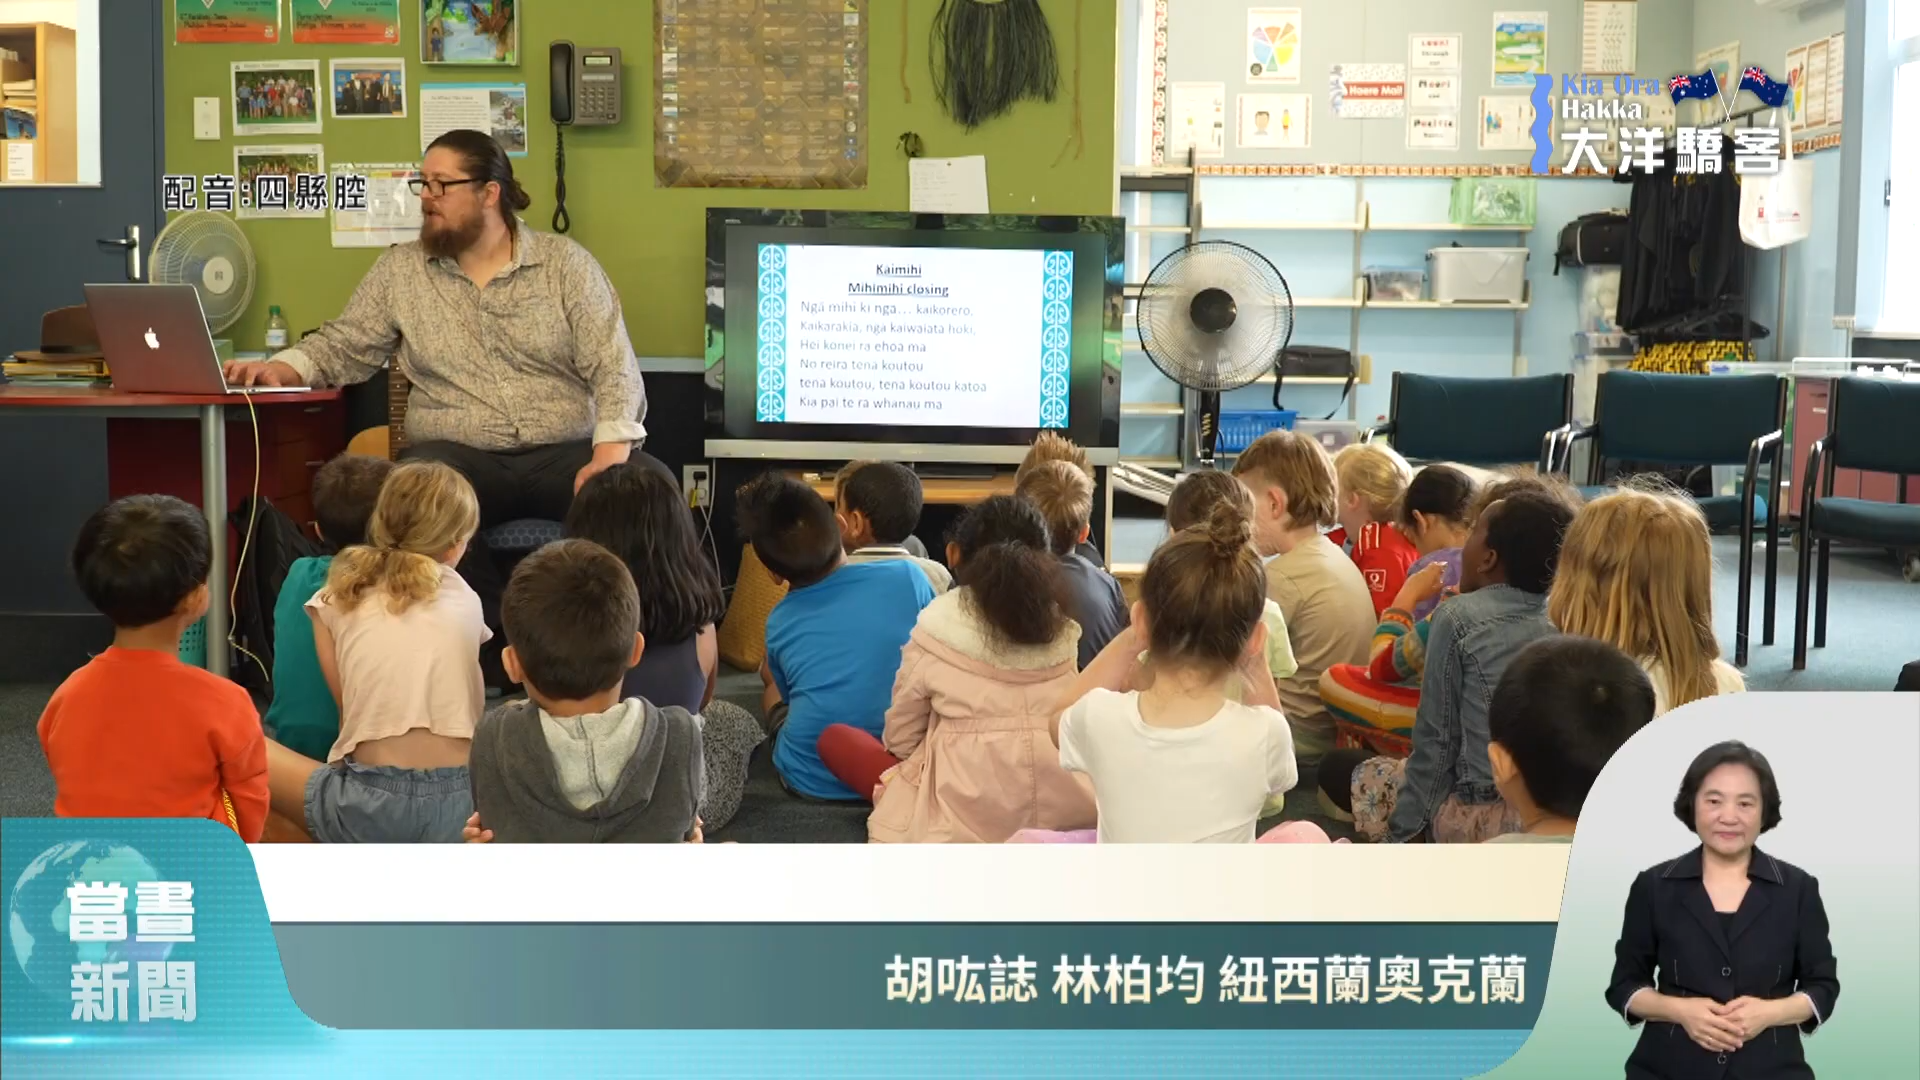 Kia Ora
Hakka
大洋驕客
配音:四縣腔
Haere Mai
Kaimihi
Mihimihi closing
Nga mihi ki nga... kaikorero,
Kaikarakia, nga kaiwaiata hoki,
Hei konei ra ehoa ma
No reira tena koutou
tena koutou, tena koutou katoa
Kia pai te ra whanau ma
當晝
新聞
胡吰誌 林柏均 紐西蘭奧克蘭